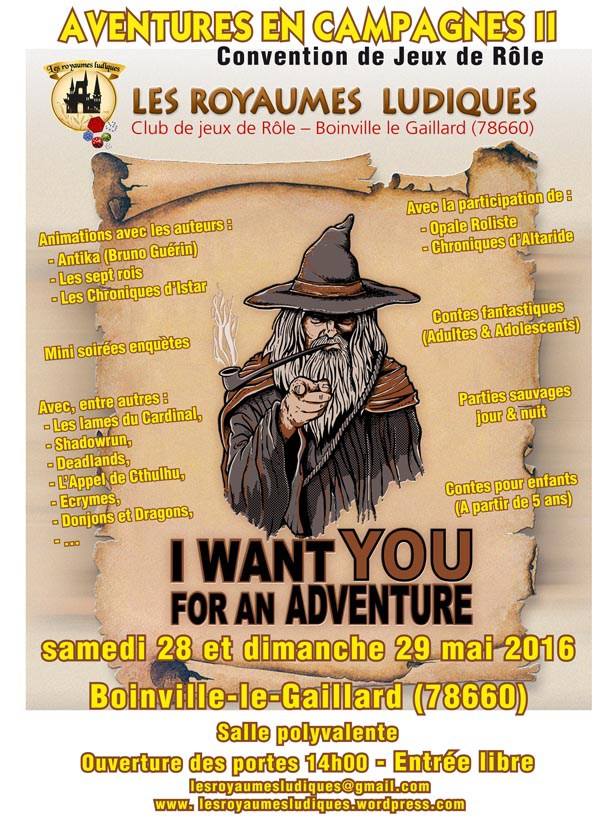 AVENTURES EN CAMPAGNES II
Convention de Jeux de Rôle
Les royaumes ludiques
LES ROYAUMES LUDIQUES
Club de jeux de Rôle – Boinville le Gaillard (78660)
Animations avec les auteurs :
- Antika (Bruno Guérin)
- Les sept rois
- Les Chroniques d'Istar
Mini soirées enquètes
Avec, entre autres :
- Les lames du Cardinal,
- Shadowrun,
- Deadlands,
- L'Appel de Cthulhu,
- Ecrymes,
- Donjons et Dragons,
- ...
Avec la participation de :
- Opale Roliste
- Chroniques d'Altaride
Contes fantastiques
(Adultes & Adolescents)
Parties sauvages
jour & nuit
Contes pour enfants
(A partir de 5 ans)
I WANT YOU
FOR AN ADVENTURE
samedi 28 et dimanche 29 mai 2016
Boinville-le-Gaillard (78660)
Salle polyvalente
Ouverture des portes 14h00 - Entrée libre
lesroyaumesludiques@gmail.com
www. lesroyaumesludiques.wordpress.com